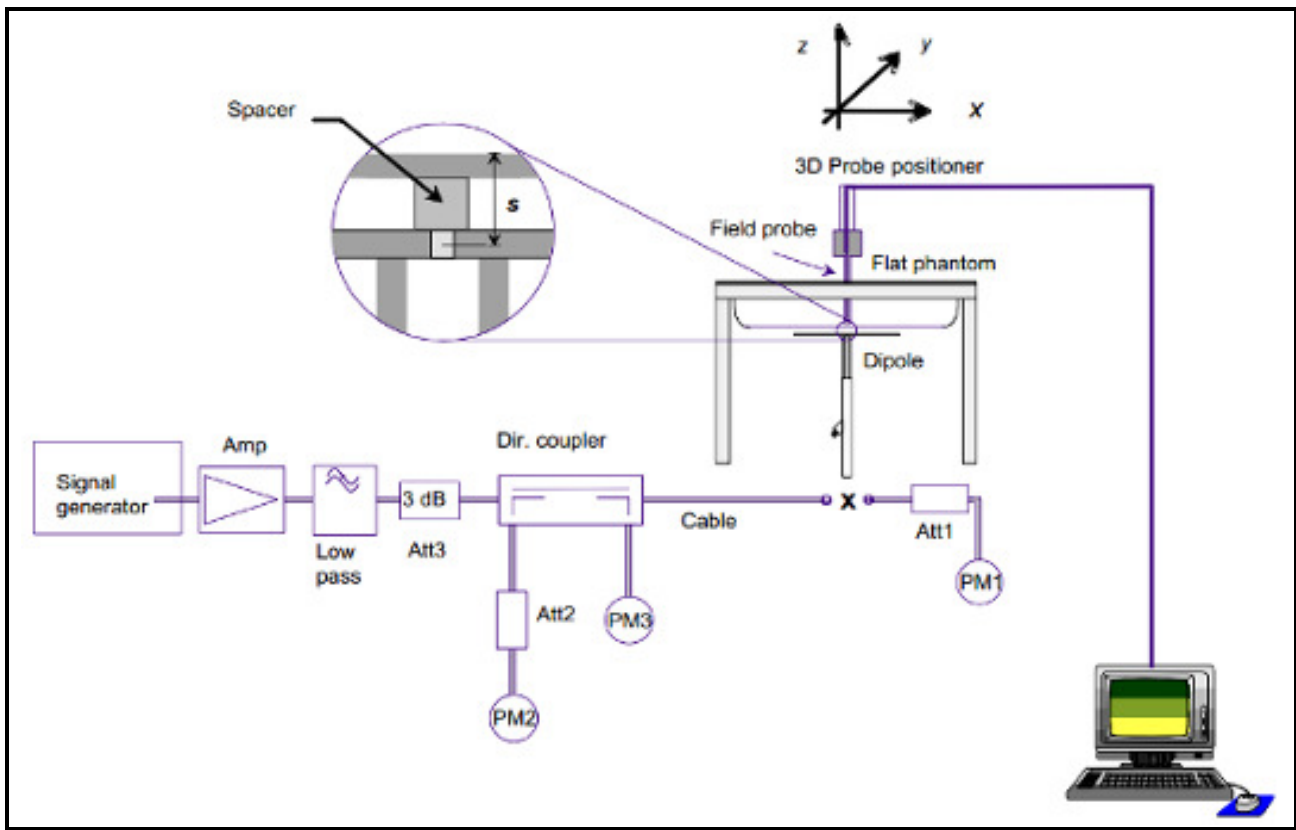 z
y
x
Spacer
3D Probe positioner
s
Field probe
Flat phantom
Dipole
Dir. coupler
Amp
Signal
generator
3 dB
Cable
x
Att1
Low
pass
Att3
PM1
Att2
PM3
PM2